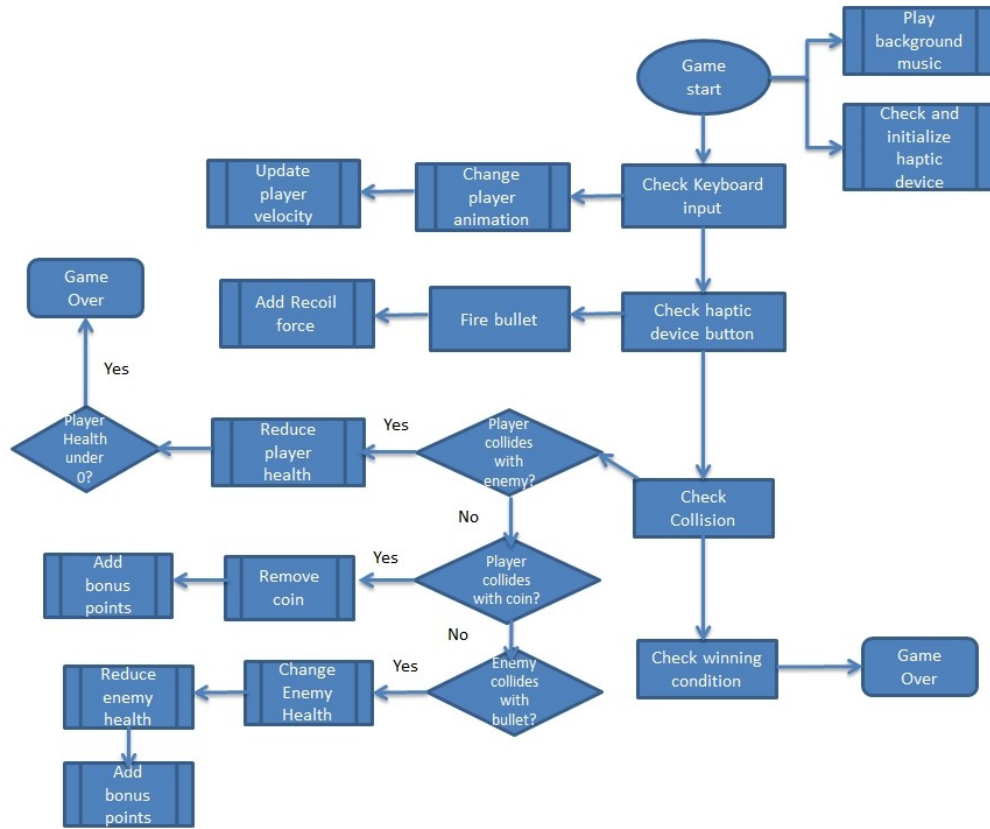 Play
background
music
Game
start
Check and
initialize
haptic
device
Update
player
velocity
Change
player
animation
Check Keyboard
input
Game
Over
Add Recoil
force
Fire bullet
Check haptic
device button
Yes
Player
Health
under
0?
Reduce
player
health
Yes
Player
collides
with
enemy?
Check
Collision
No
Add
bonus
points
Remove
coin
Yes
Player
collides
with coin?
No
Reduce
enemy
health
Change
Enemy
Health
Yes
Enemy
collides
with
bullet?
Check winning
condition
Game
Over
Add
bonus
points